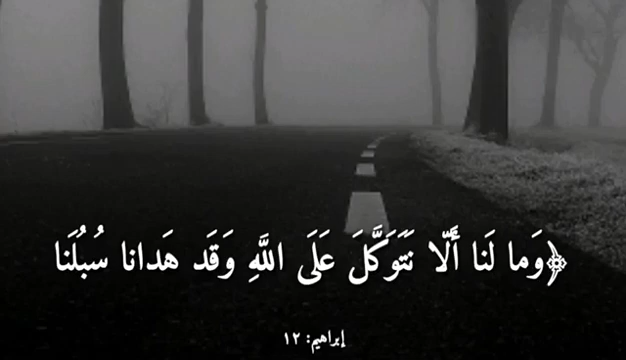 ﴿وَما لَنا أَلّا نَتَوَكَّلَ عَلَى اللَّهِ وَقَد هَدانا سُبُلَنا
إبراهيم: ١٢